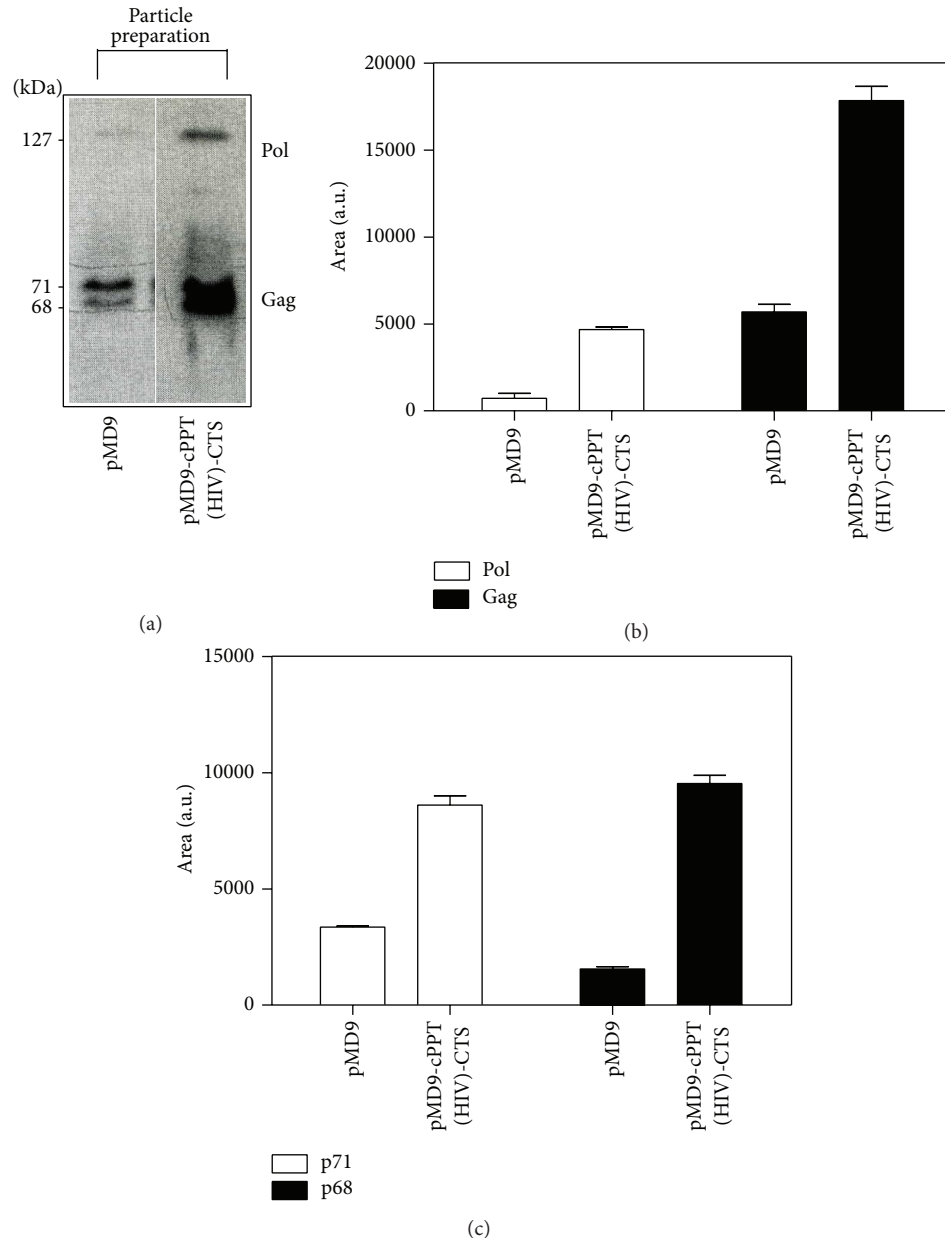 Particle
preparation
(kDa)
127
71
68
Pol
Gag
pMD9
pMD9-cPPT
(HIV)-CTS
(a)
20000
15000
10000
5000
0
Area (a.u.)
pMD9
pMD9-cPPT
(HIV)-CTS
pMD9
pMD9-cPPT
(HIV)-CTS
Pol
Gag
(b)
15000
10000
5000
0
Area (a.u.)
pMD9
pMD9-cPPT
(HIV)-CTS
pMD9
pMD9-cPPT
(HIV)-CTS
p71
p68
(c)